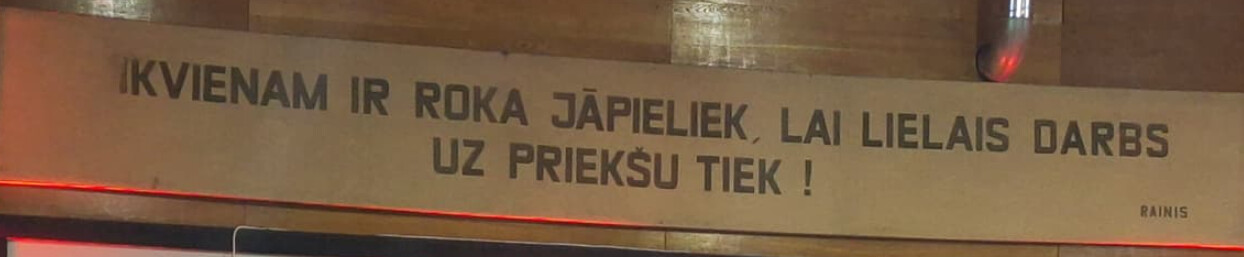 IKVIENAM IR ROKA JĀPIELIEK, LAI LIELAIS DARBS
UZ PRIEKŠU TIEK !
RAINIS